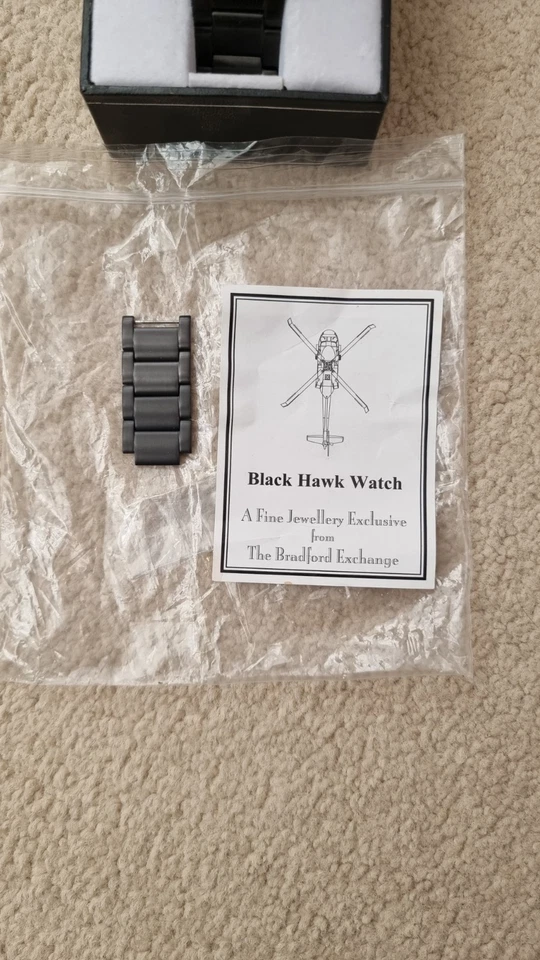 Black Hawk Watch
A Fine Jewellery Exclusive
from
The Bradford Exchange